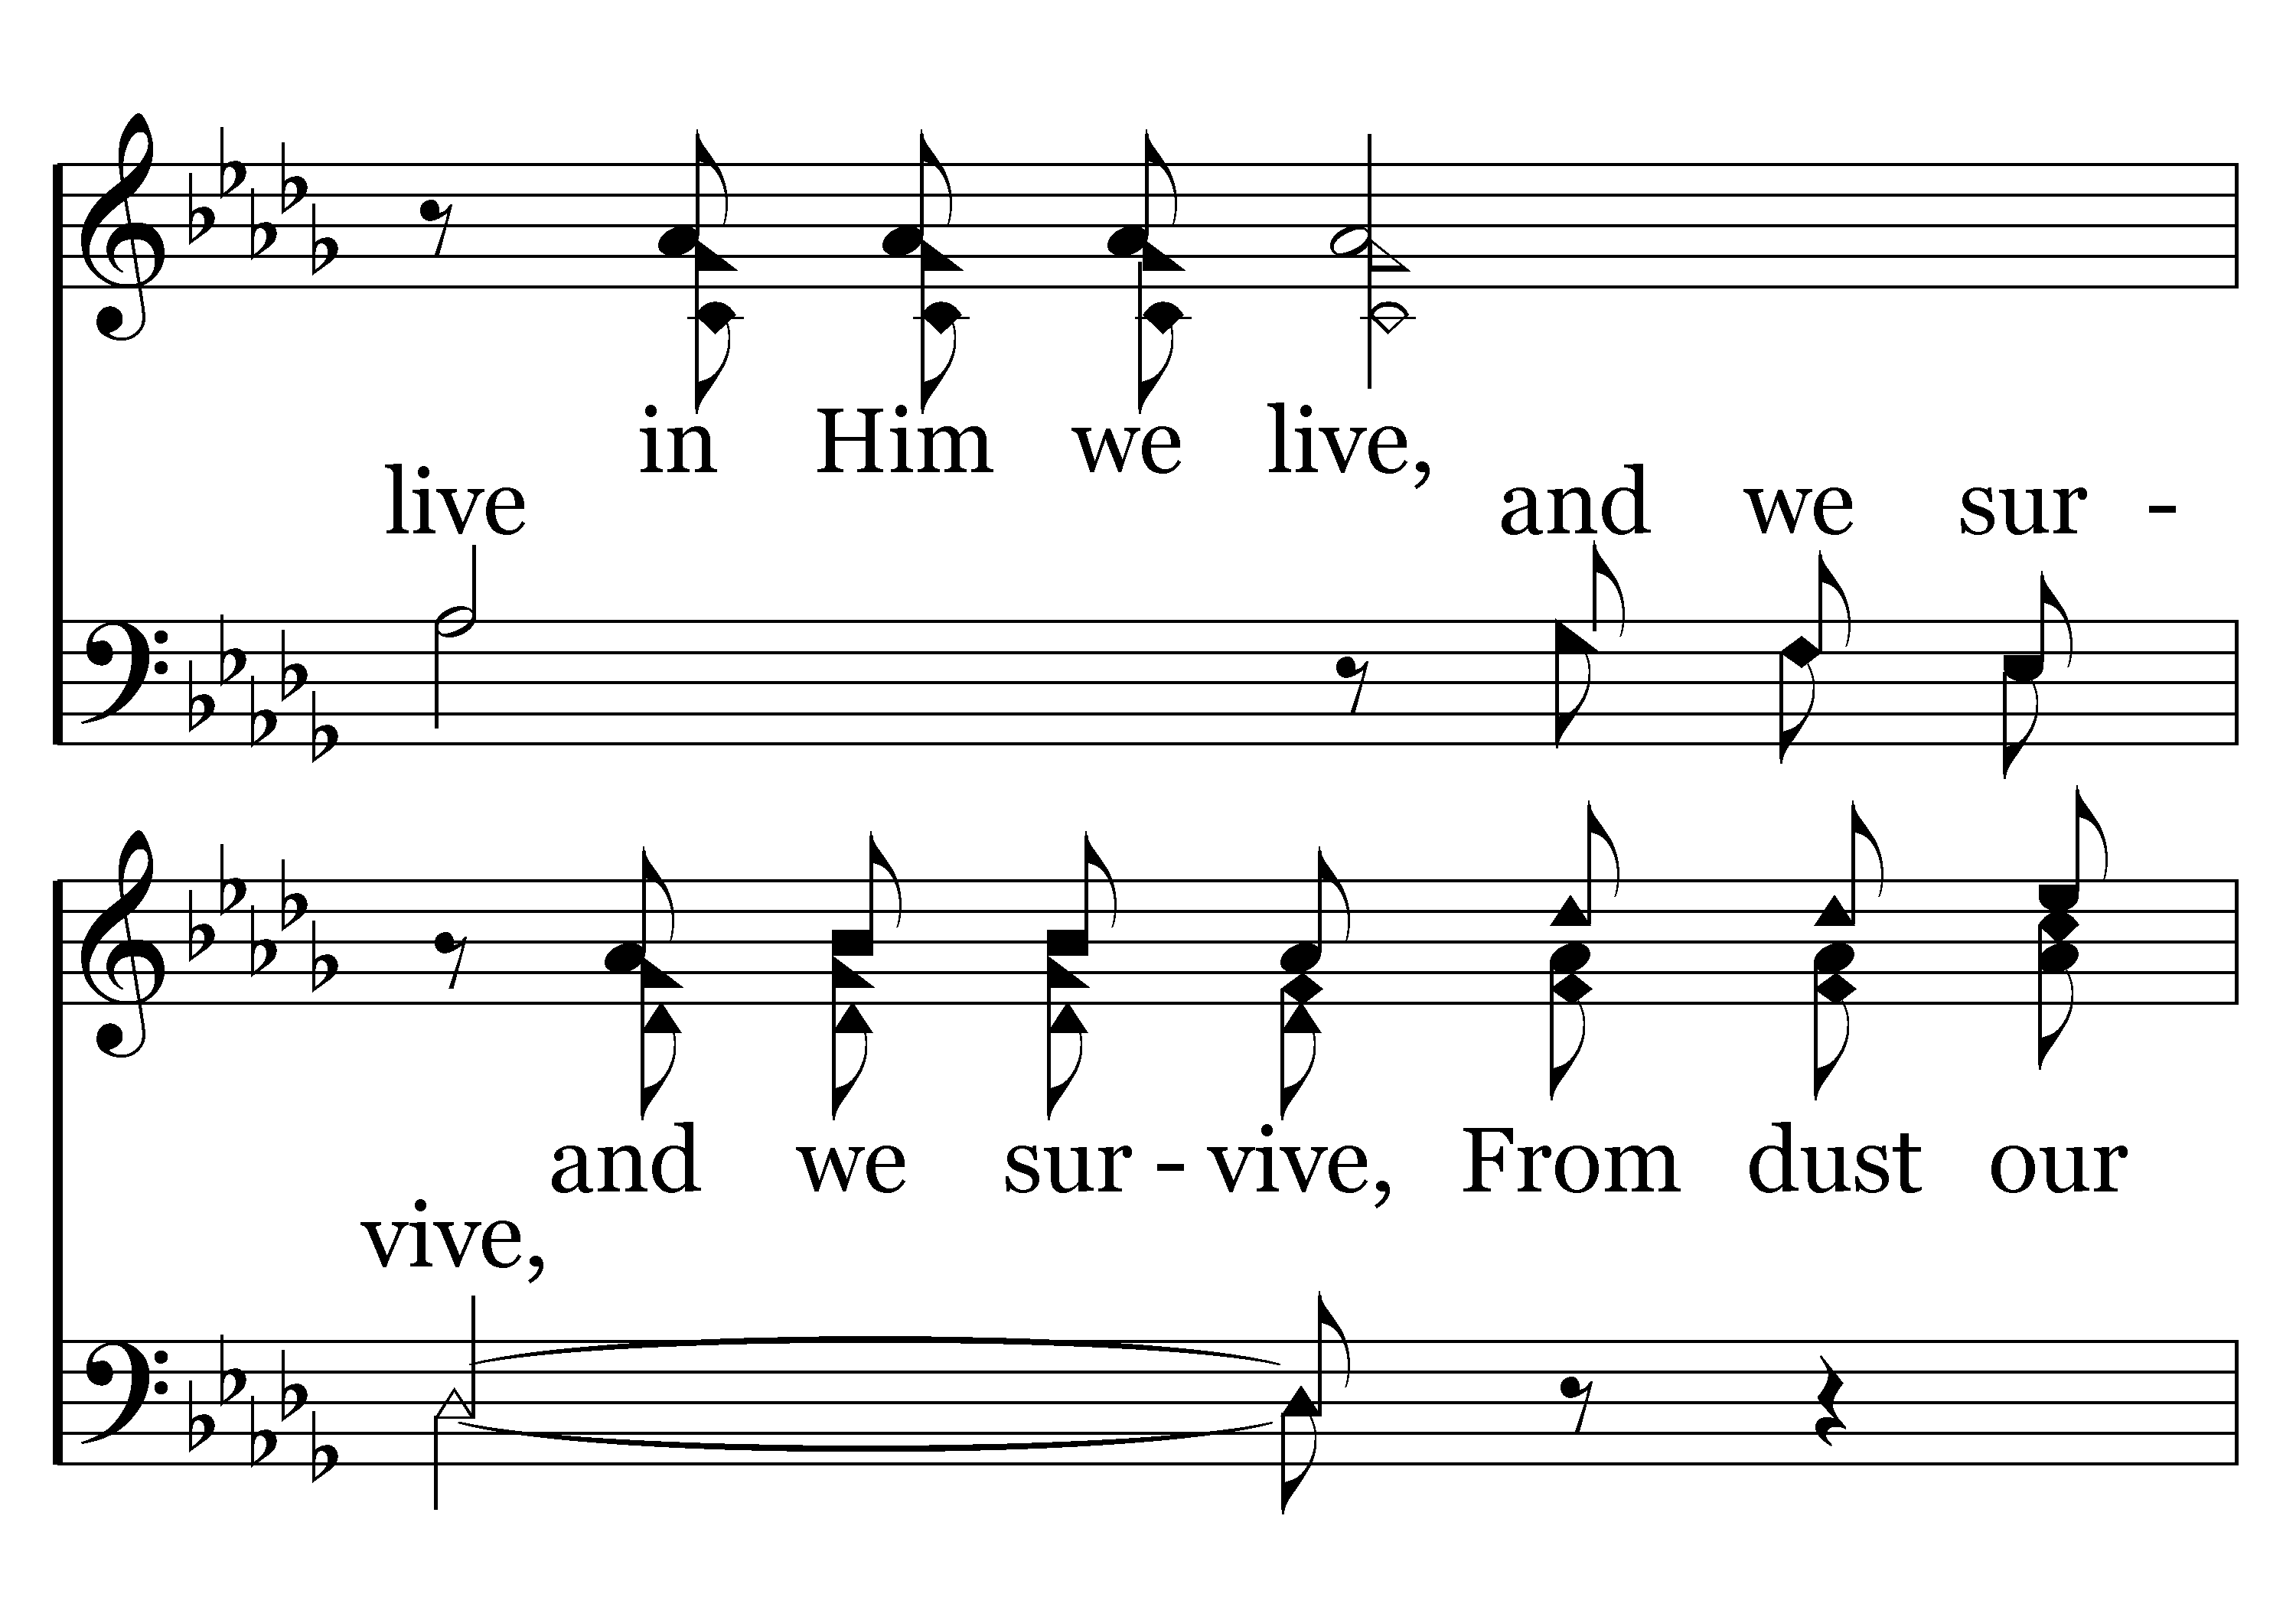 in Him we live,
live and we sur -
and we sur - vive, From dust our
vive,